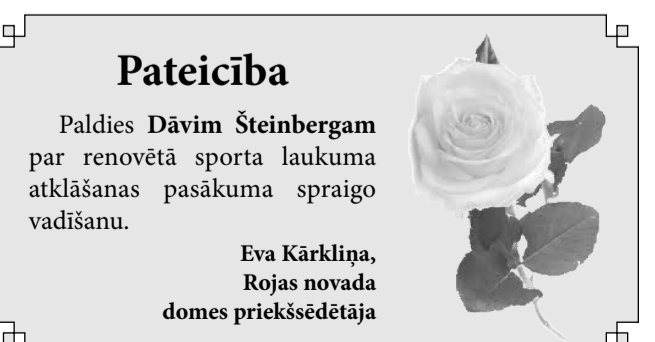 Pateicība
Paldies Dāvim Šteinbergam
par renovētā sporta laukuma
atklāšanas pasākuma spraigo
vadīšanu.
Eva Kārkliņa,
Rojas novada
domes priekšsēdētāja